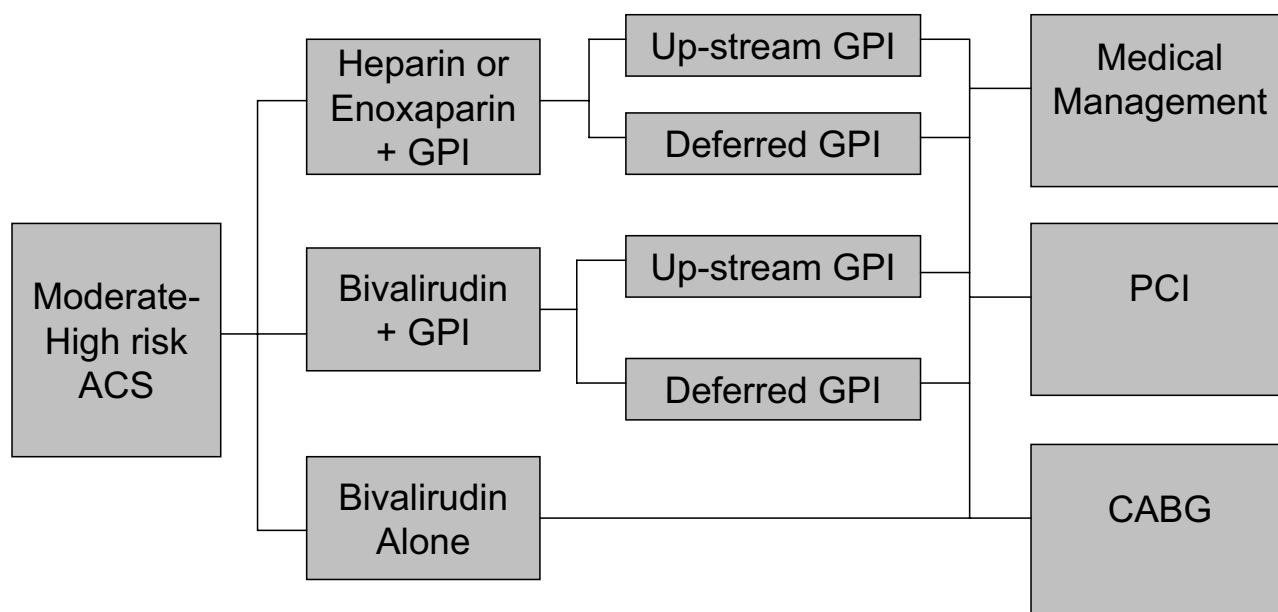 Moderate-
High risk
ACS
Heparin or
Enoxaparin
+ GPI
Bivalirudin
+ GPI
Bivalirudin
Alone
Up-stream GPI
Deferred GPI
Up-stream GPI
Deferred GPI
Medical
Management
PCI
CABG